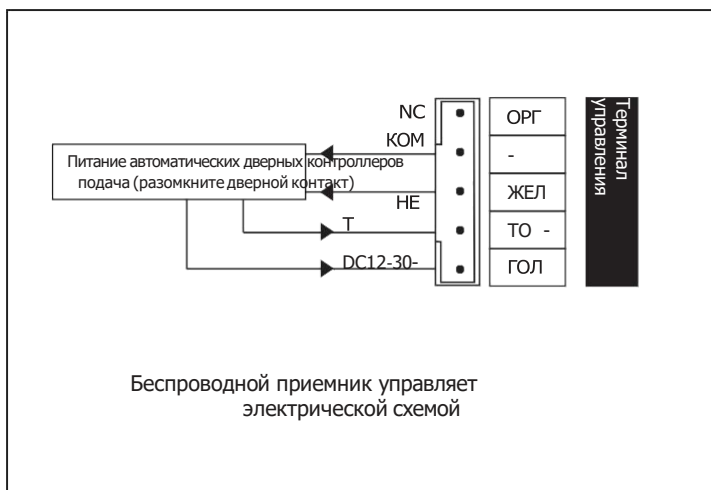 NC
ОРГ
КОМ
-
Питание автоматических дверных контроллеров
подача (разомкните дверной контакт)
НЕ
ЖЕЛ
Т
ТО -
DC12-30-
ГОЛ
Терминал
управления
Беспроводной приемник управляет
электрической схемой